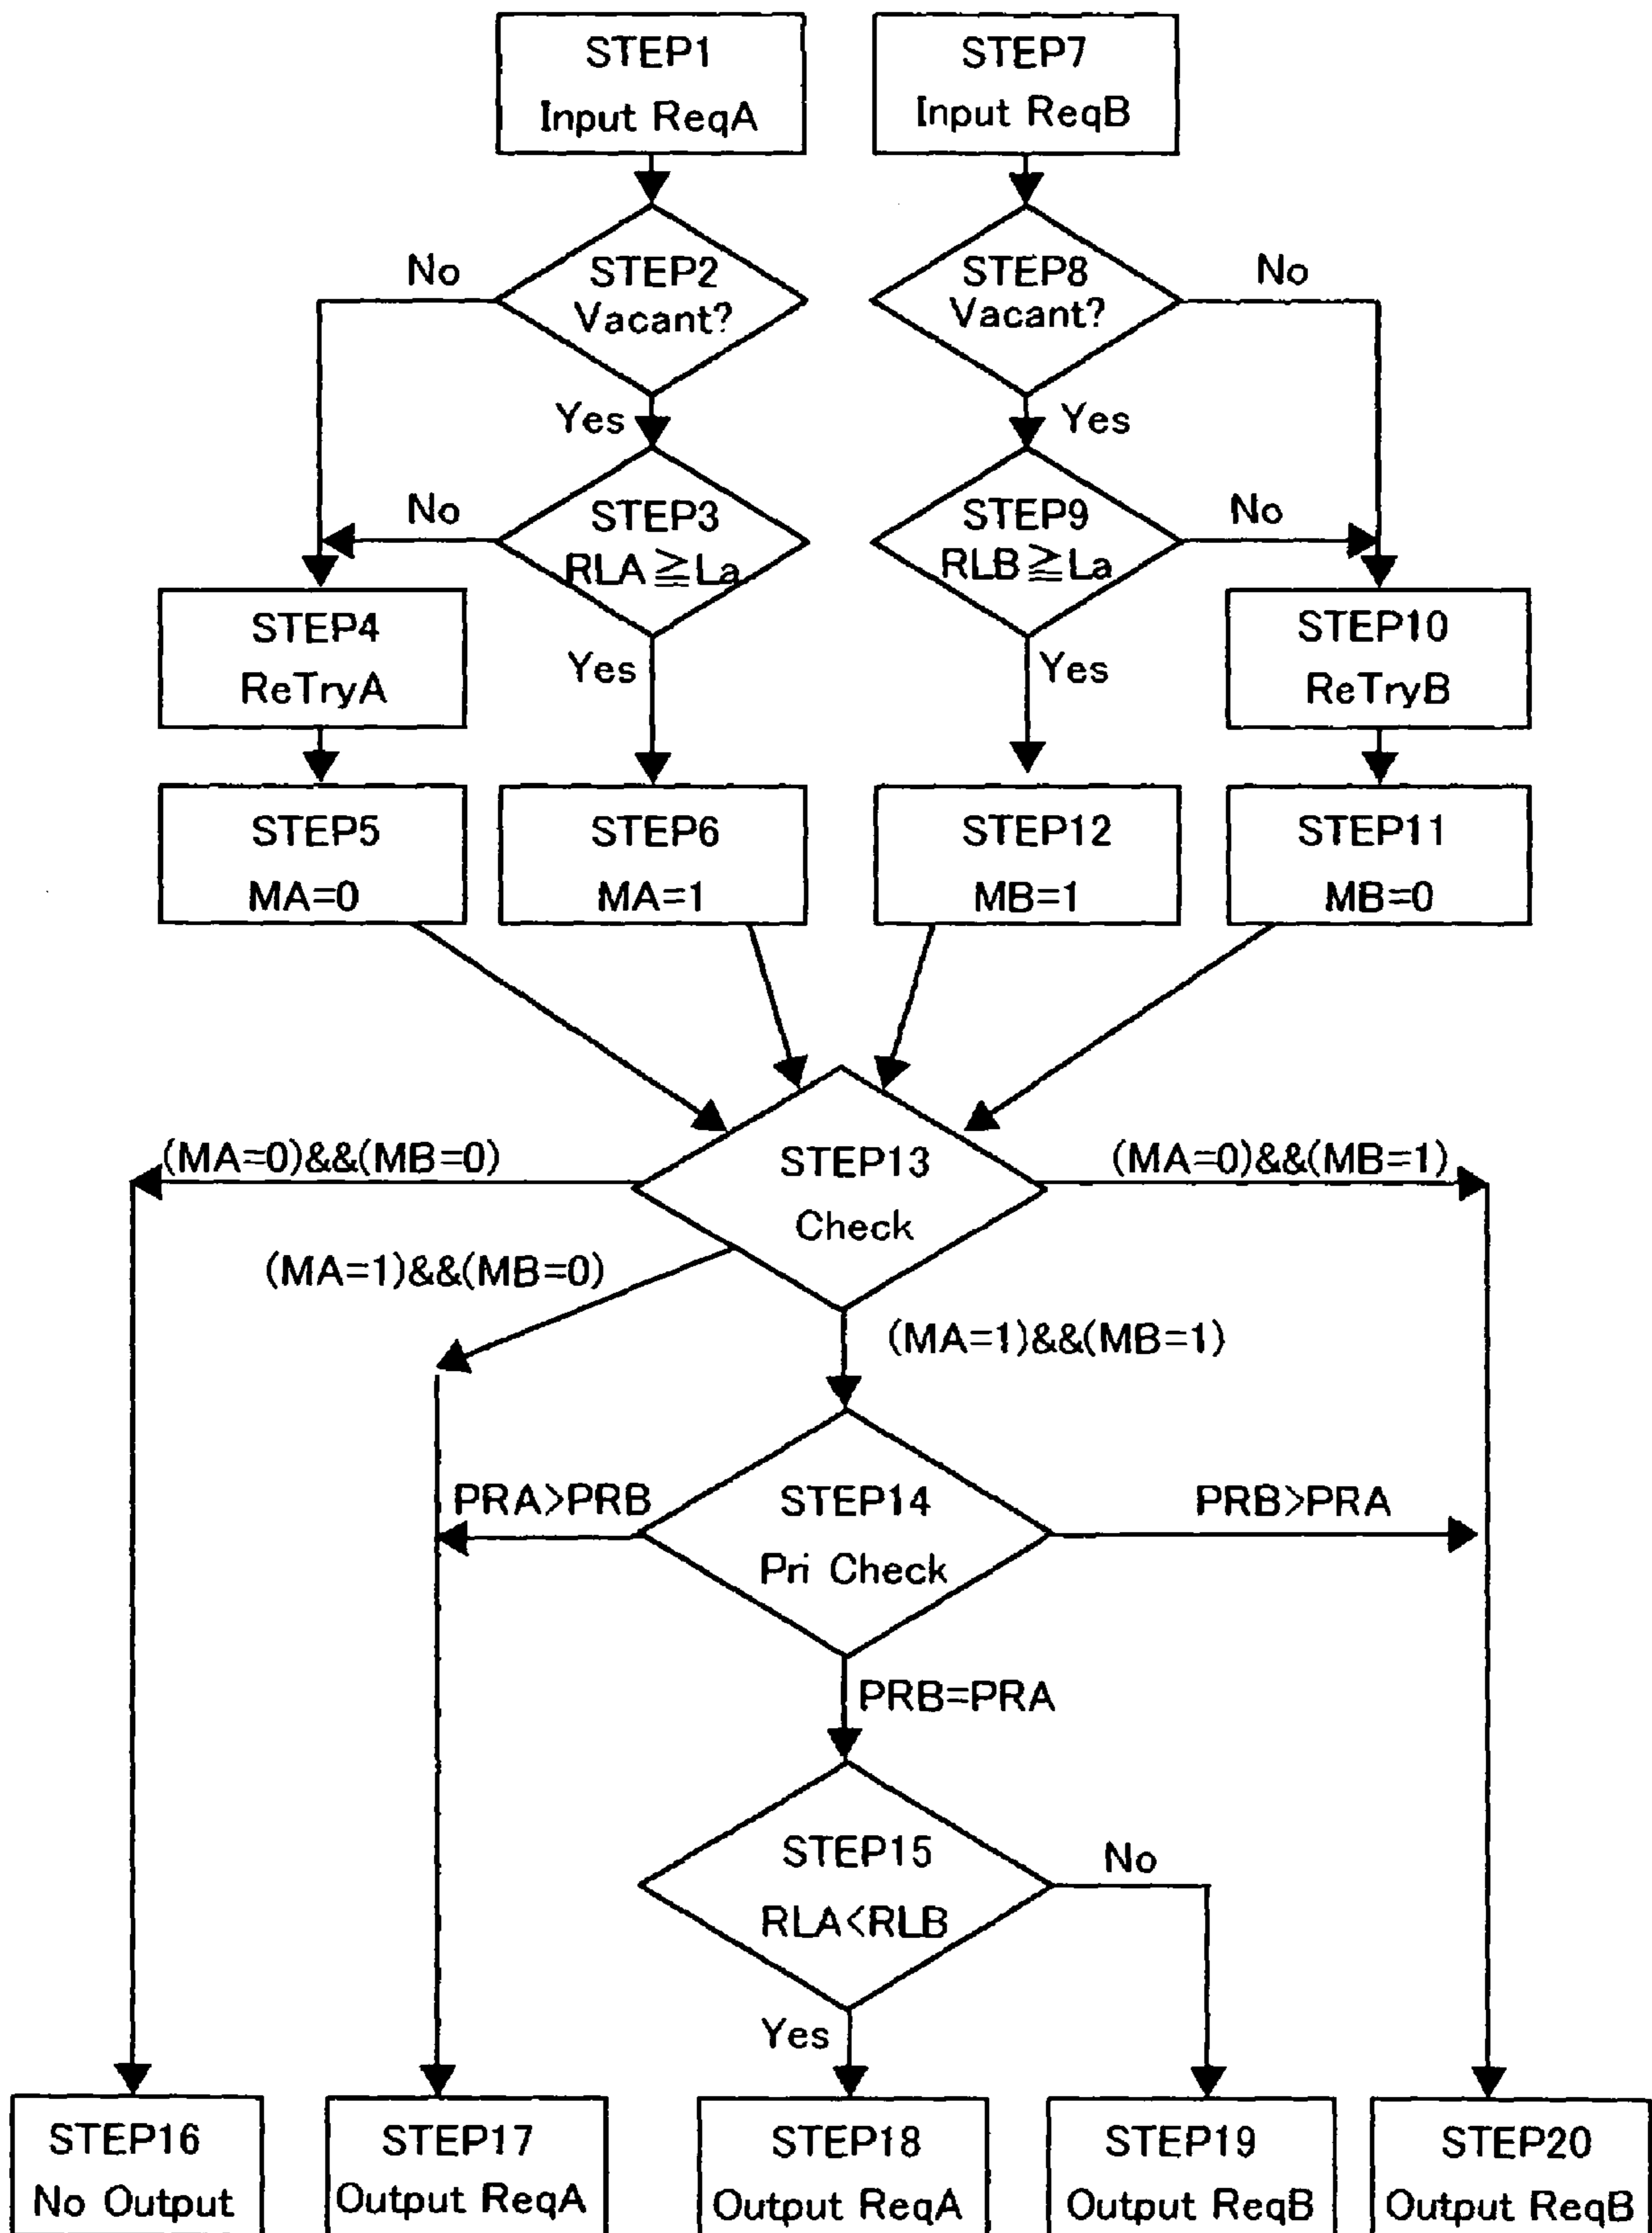 STEP1
Input ReqA
STEP7
Input ReqB
No
STEP2
Vacant?
STEP8
Vacant?
No
Yes
Yes
No
STEP3
RLA≧La
STEP9
RLB≧La
No
STEP4
ReTryA
Yes
Yes
STEP10
ReTryB
STEP5
MA=0
STEP6
MA=1
STEP12
MB=1
STEP11
MB=0
(MA=0)&&(MB=0)
STEP13
Check
(MA=0)&&(MB=1)
(MA=1)&&(MB=0)
(MA=1)&&(MB=1)
PRA>PRB
STEP14
Pri Check
PRB>PRA
PRB=PRA
STEP15
RLA<RLB
No
Yes
STEP16
No Output
STEP17
Output ReqA
STEP18
Output ReqA
STEP19
Output ReqB
STEP20
Output ReqB